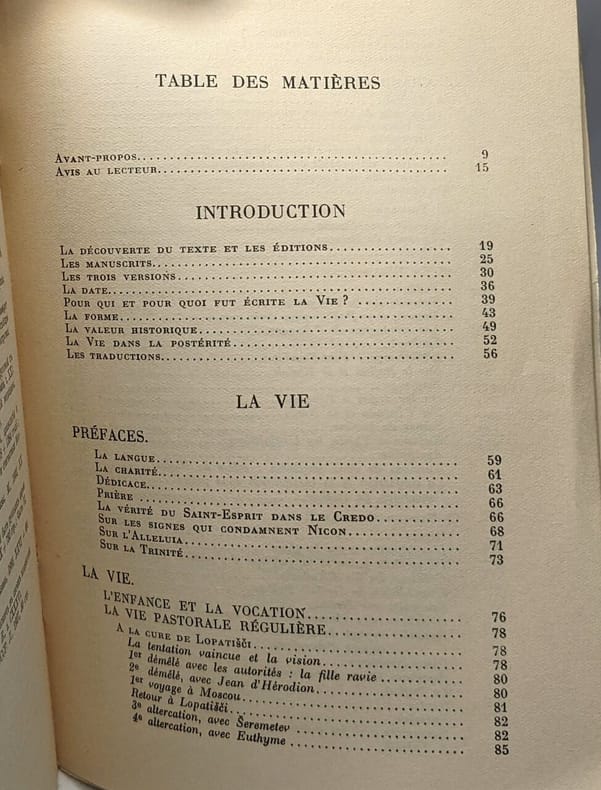 TABLE DES MATIÈRES
Avant-propos........ 9
Avis au lecteur........ 15
INTRODUCTION
La découverte du texte et les éditions........ 19
Les manuscrits........ 25
Les trois versions........ 30
La date........ 36
Pour qui et pour quoi fut écrite la Vie ? ........ 39
La forme........ 43
La valeur historique........ 49
La Vie dans la postérité........ 52
Les traductions........ 56
LA VIE
PRÉFACES.
La langue........ 59
La charité........ 61
Dédicace........ 63
Prière ........ 66
La vérité du Saint-Esprit dans le Credo........ 66
Sur les signes qui condamnent Nicon........ 68
Sur l'Alleluia........ 71
Sur la Trinité........ 73
LA VIE.
L'ENFANCE ET LA VOCATION........ 76
LA VIE PASTORALE RÉGULIÈRE........ 78
A la cure de Lopatišči........ 78
La tentation vaincue et la vision........ 78
1er démêlé avec les autorités : la fille ravie ........ 80
2e démêlé, avec Jean d'Hérodion........ 80
1er voyage à Moscou........ 81
Retour à Lopatišči........ 82
3e altercation, avec Šeremetev ........ 82
4e altercation, avec Euthyme ........ 85